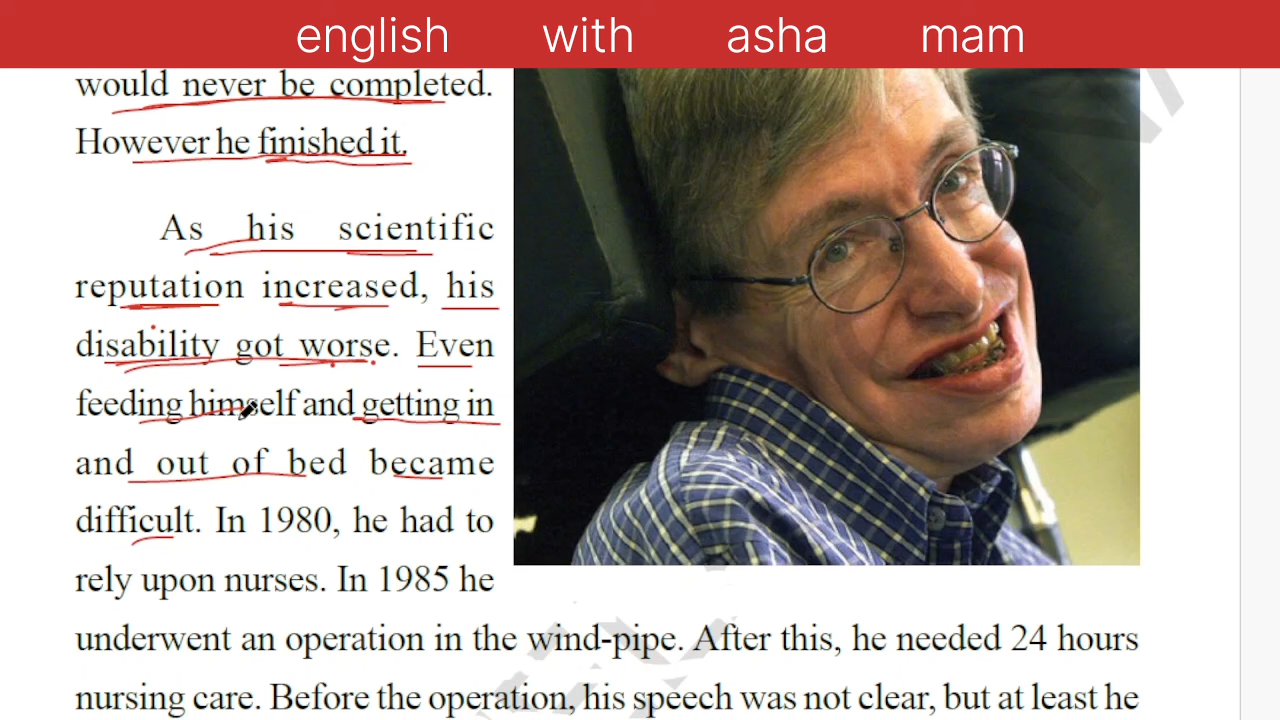 english with asha mam
would never be completed.
However he finished it.
As his scientific
reputation increased, his
disability got worse. Even
feeding himself and getting in
and out of bed became
difficult. In 1980, he had to
rely upon nurses. In 1985 he
underwent an operation in the wind-pipe. After this, he needed 24 hours
nursing care. Before the operation, his speech was not clear, but at least he